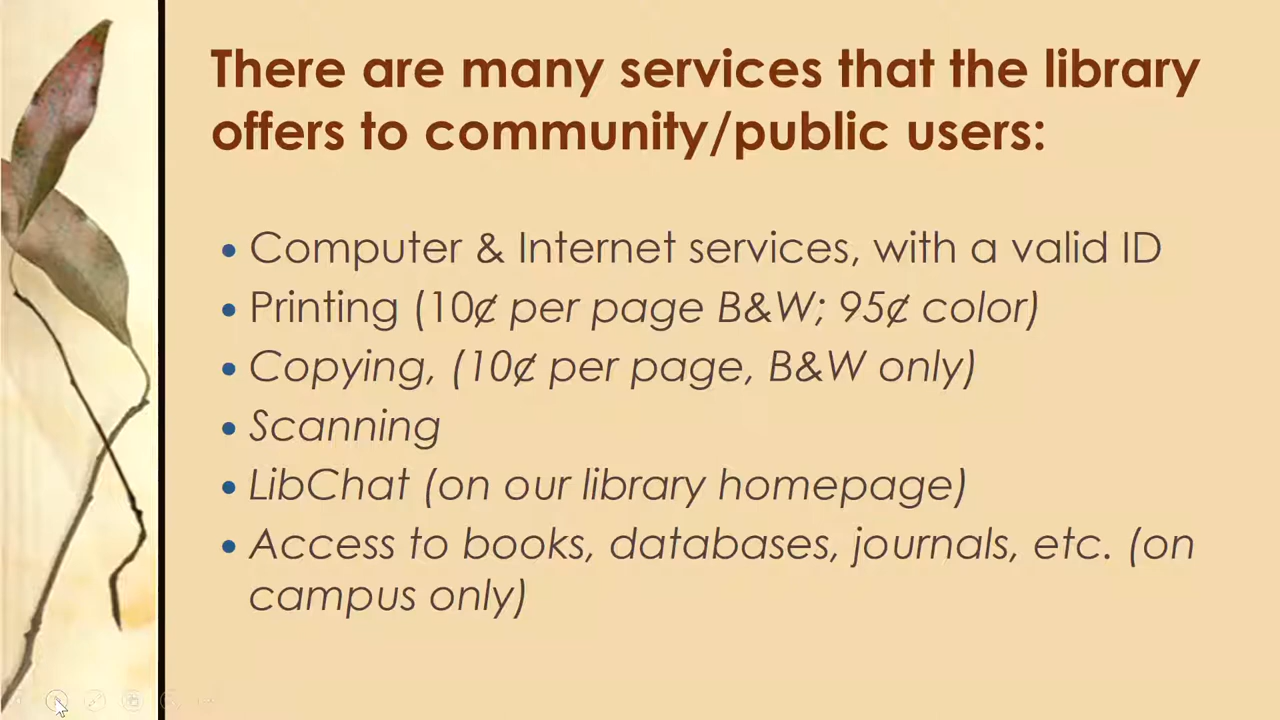 There are many services that the library
offers to community/public users:
• Computer & Internet services, with a valid ID
• Printing (10¢ per page B&W; 95¢ color)
• Copying, (10¢ per page, B&W only)
• Scanning
• LibChat (on our library homepage)
• Access to books, databases, journals, etc. (on
campus only)